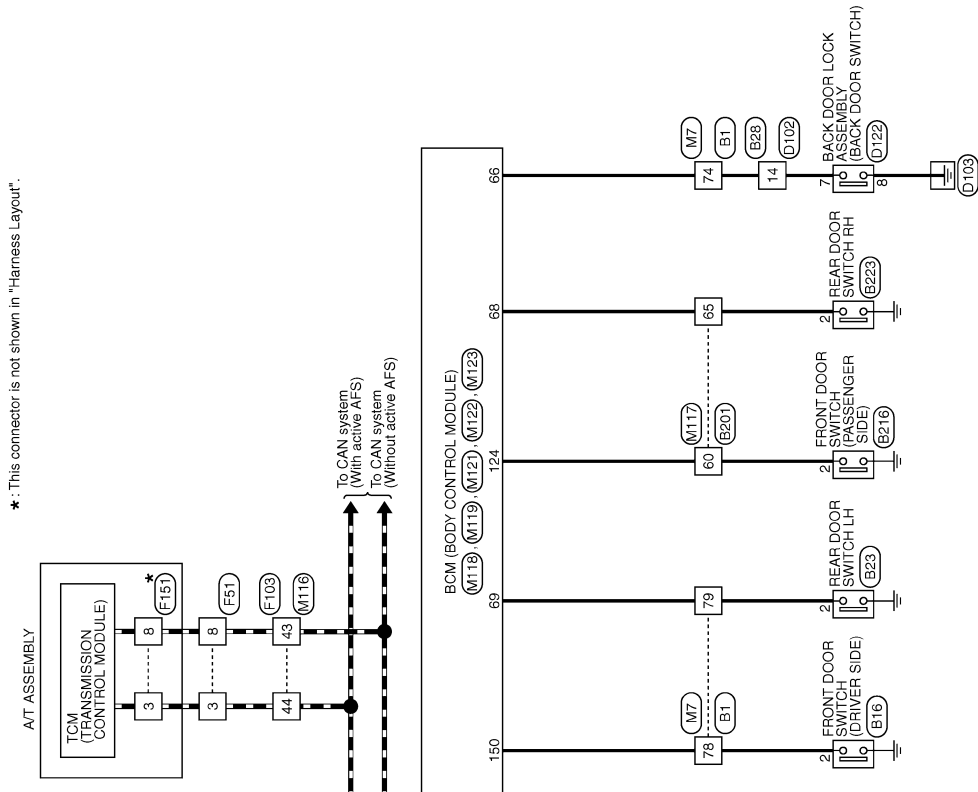 * : This connector is not shown in "Harness Layout".
A/T ASSEMBLY
TCM
(TRANSMISSION
CONTROL MODULE)
*
3
8
F151
3
8
F51
44
43
F103
M116
To CAN system
(With active AFS)
To CAN system
(Without active AFS)
BCM (BODY CONTROL MODULE)
M118 , M119 , M121 , M122 , M123
150
69
124
68
66
78
M7
B1
79
60
M117
B201
65
74
M7
B1
14
B28
D102
2
FRONT DOOR
SWITCH
(DRIVER SIDE)
B16
2
REAR DOOR
SWITCH LH
B23
2
FRONT DOOR
SWITCH
(PASSENGER
SIDE)
B216
2
REAR DOOR
SWITCH RH
B223
7
8
BACK DOOR LOCK
ASSEMBLY
(BACK DOOR SWITCH)
D122
D103